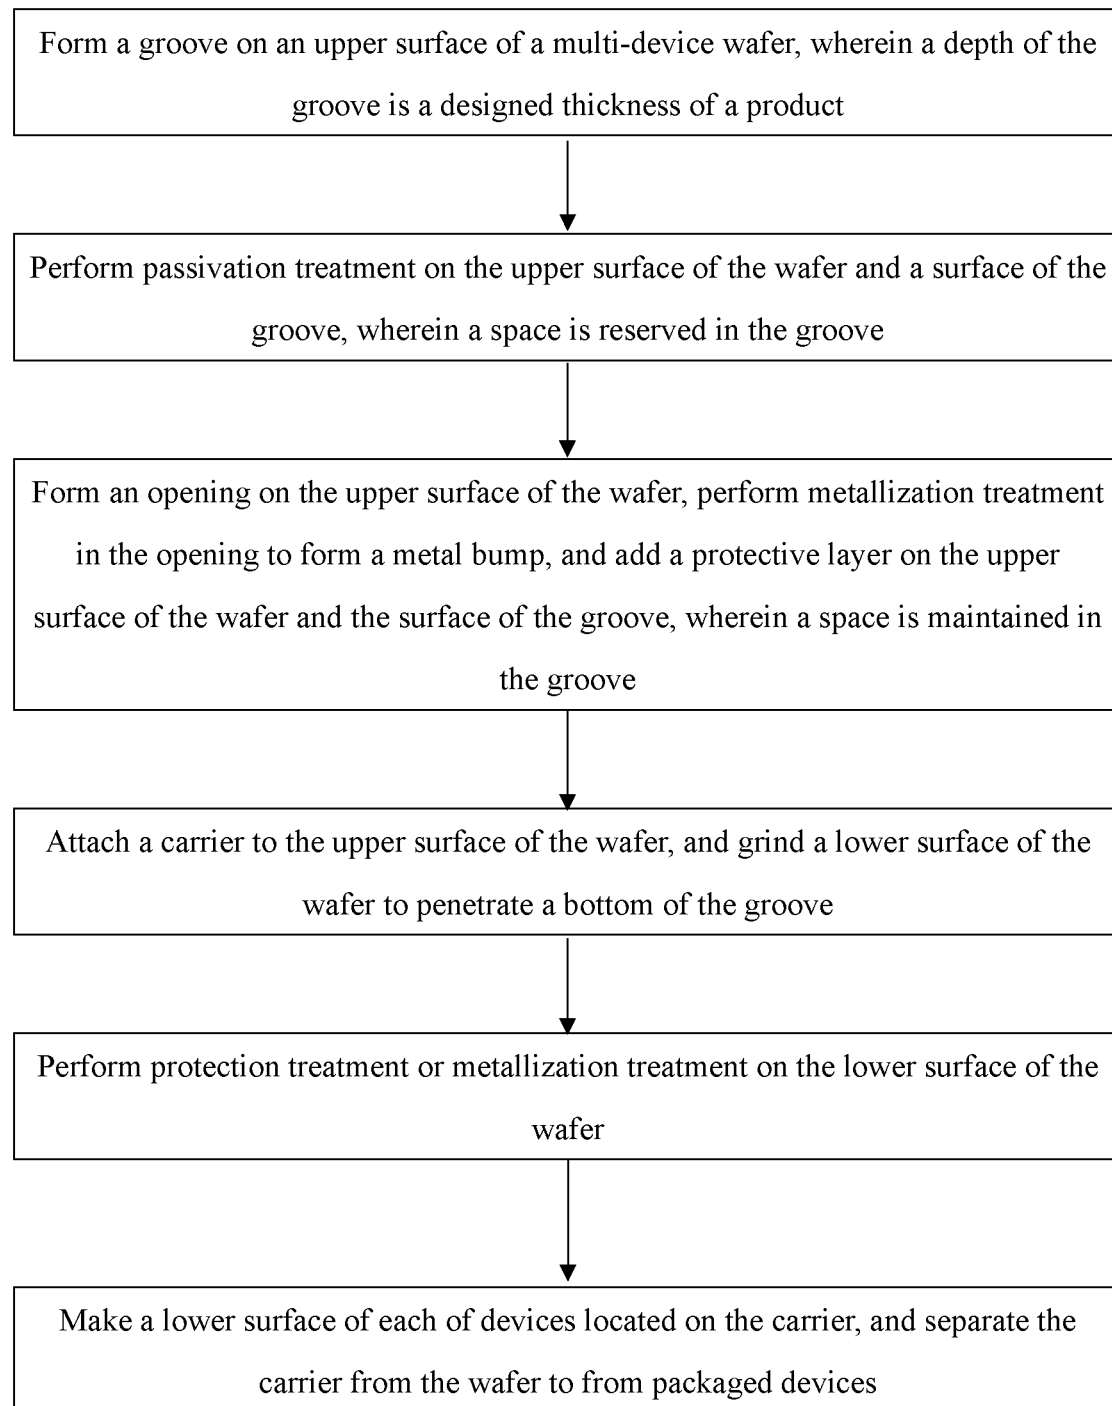 Form a groove on an upper surface of a multi-device wafer, wherein a depth of the
groove is a designed thickness of a product
Perform passivation treatment on the upper surface of the wafer and a surface of the
groove, wherein a space is reserved in the groove
Form an opening on the upper surface of the wafer, perform metallization treatment
in the opening to form a metal bump, and add a protective layer on the upper
surface of the wafer and the surface of the groove, wherein a space is maintained in
the groove
Attach a carrier to the upper surface of the wafer, and grind a lower surface of the
wafer to penetrate a bottom of the groove
Perform protection treatment or metallization treatment on the lower surface of the
wafer
Make a lower surface of each of devices located on the carrier, and separate the
carrier from the wafer to from packaged devices